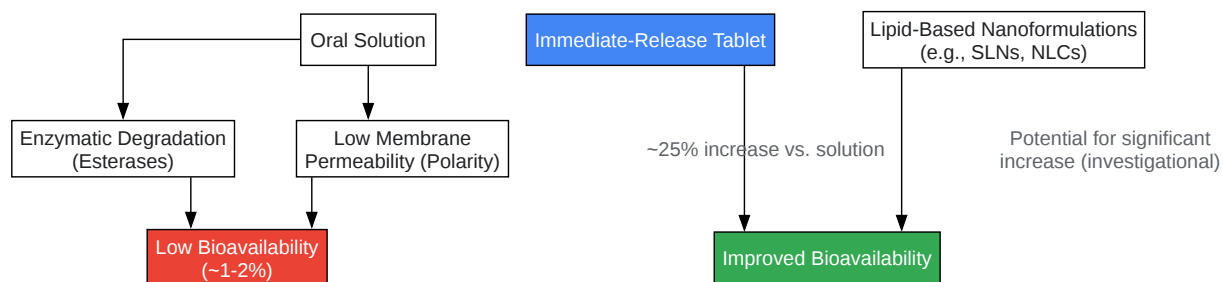 Oral Solution
Immediate-Release Tablet
Lipid-Based Nanoformulations
(e.g., SLNs, NLCs)
Enzymatic Degradation
(Esterases)
Low Membrane
Permeability (Polarity)
~25% increase vs. solution
Potential for significant
increase (investigational)
Low Bioavailability
(~1-2%)
Improved Bioavailability